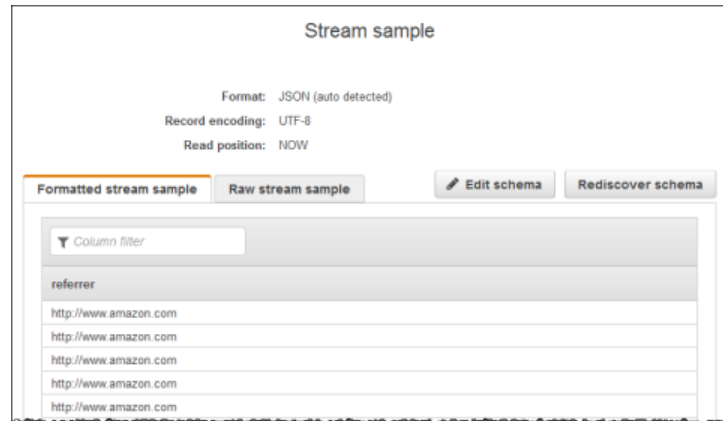 Stream sample
Format: JSON (auto detected)
Record encoding: UTF-8
Read position: NOW
Formatted stream sample Raw stream sample Edit schema Rediscover schema
Column filter
referrer
http://www.amazon.com
http://www.amazon.com
http://www.amazon.com
http://www.amazon.com
http://www.amazon.com